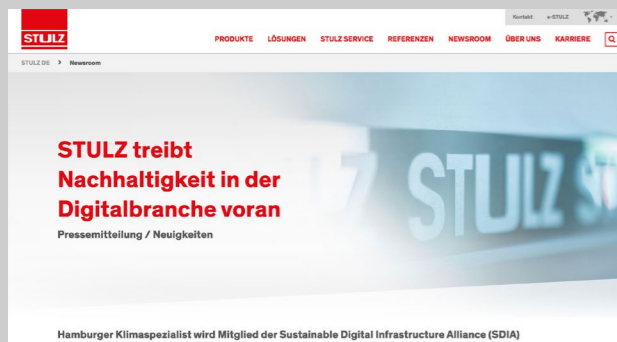 Kontakt e-STULZ
STULZ
PRODUKTE LÖSUNGEN STULZ SERVICE REFERENZEN NEWSROOM ÜBER UNS KARRIERE
STULZ DE > Newsroom
STULZ treibt
Nachhaltigkeit in der
Digitalbranche voran
Pressemitteilung / Neuigkeiten
Z STULZ ST
Hamburger Klimaspezialist wird Mitglied der Sustainable Digital Infrastructure Alliance (SDIA)